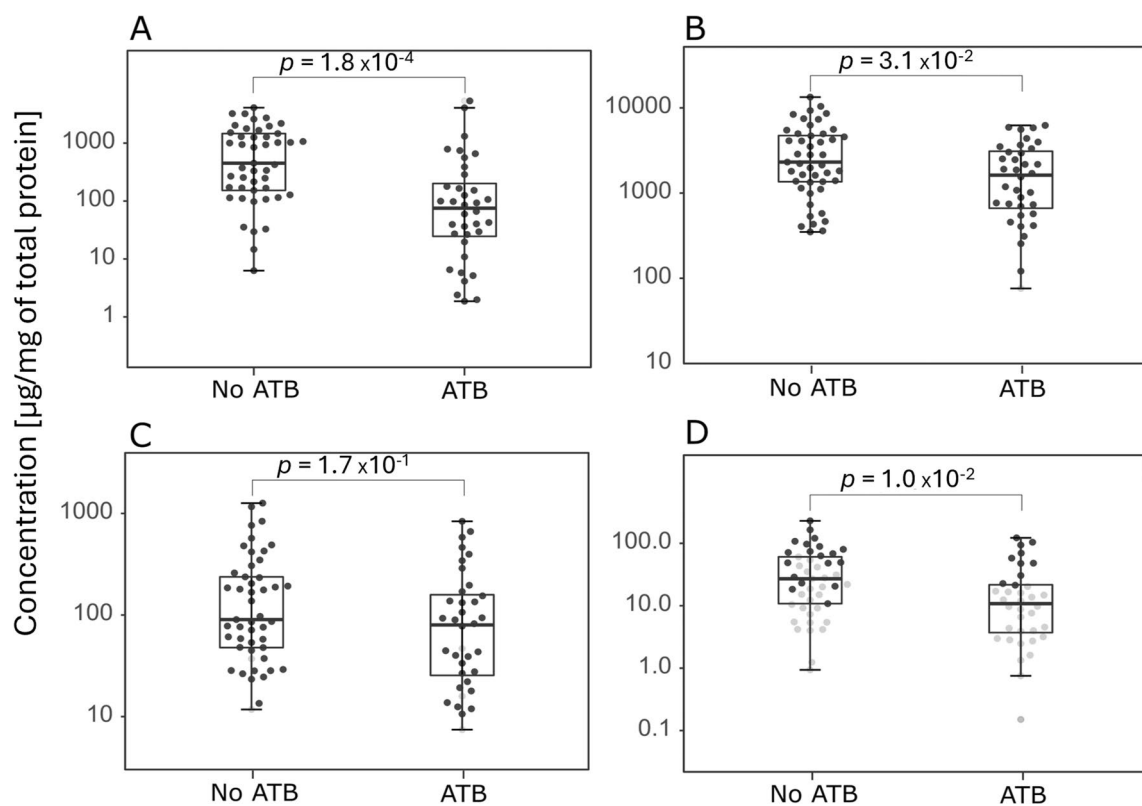 Concentration [µg/mg of total protein]
A
p = 1.8 x10⁻⁴
1000
100
10
1
No ATB
ATB
B
p = 3.1 x10⁻²
10000
1000
100
10
No ATB
ATB
C
p = 1.7 x10⁻¹
1000
100
10
No ATB
ATB
D
p = 1.0 x10⁻²
100.0
10.0
1.0
0.1
No ATB
ATB